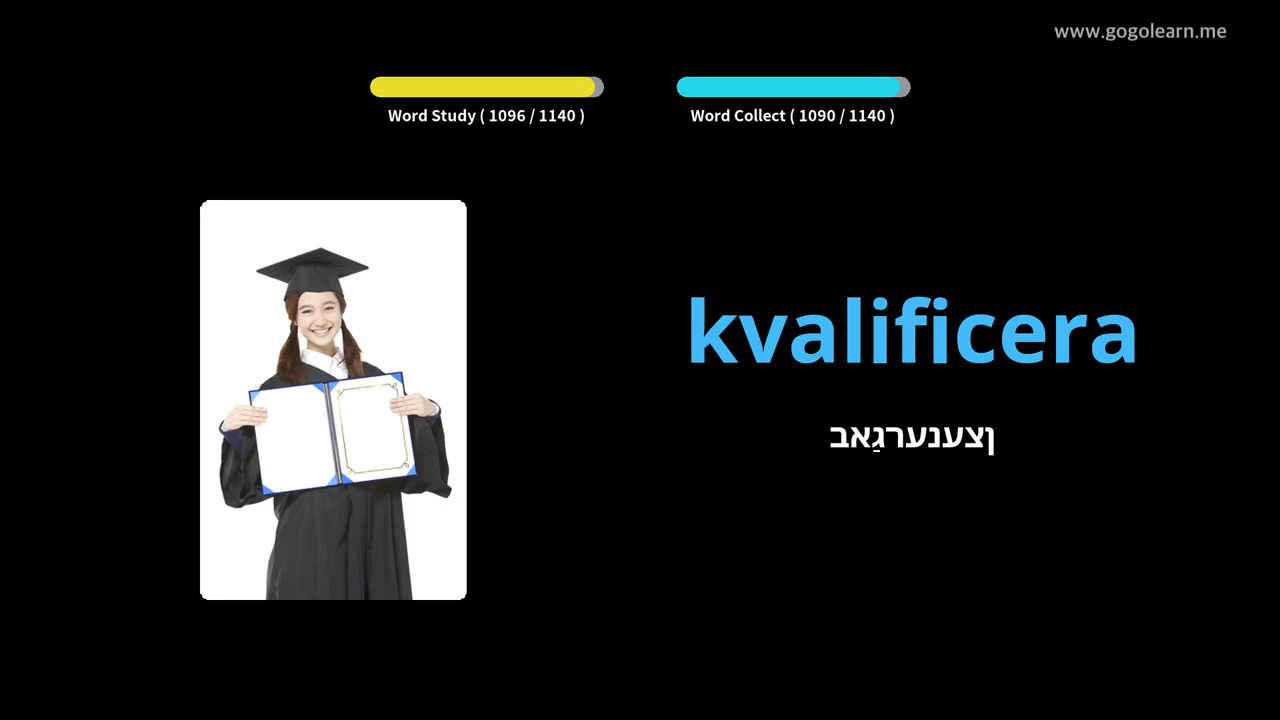 www.gogolearn.me
Word Study ( 1096 / 1140 )
Word Collect ( 1090 / 1140 )
kvalificera
באַגרענעצן